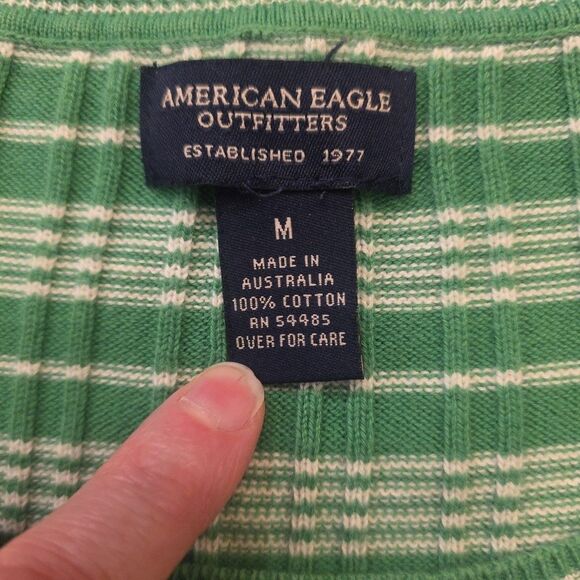 AMERICAN EAGLE
OUTFITTERS
ESTABLISHED 1977
M
MADE IN
AUSTRALIA
100% COTTON
RN 54485
OVER FOR CARE